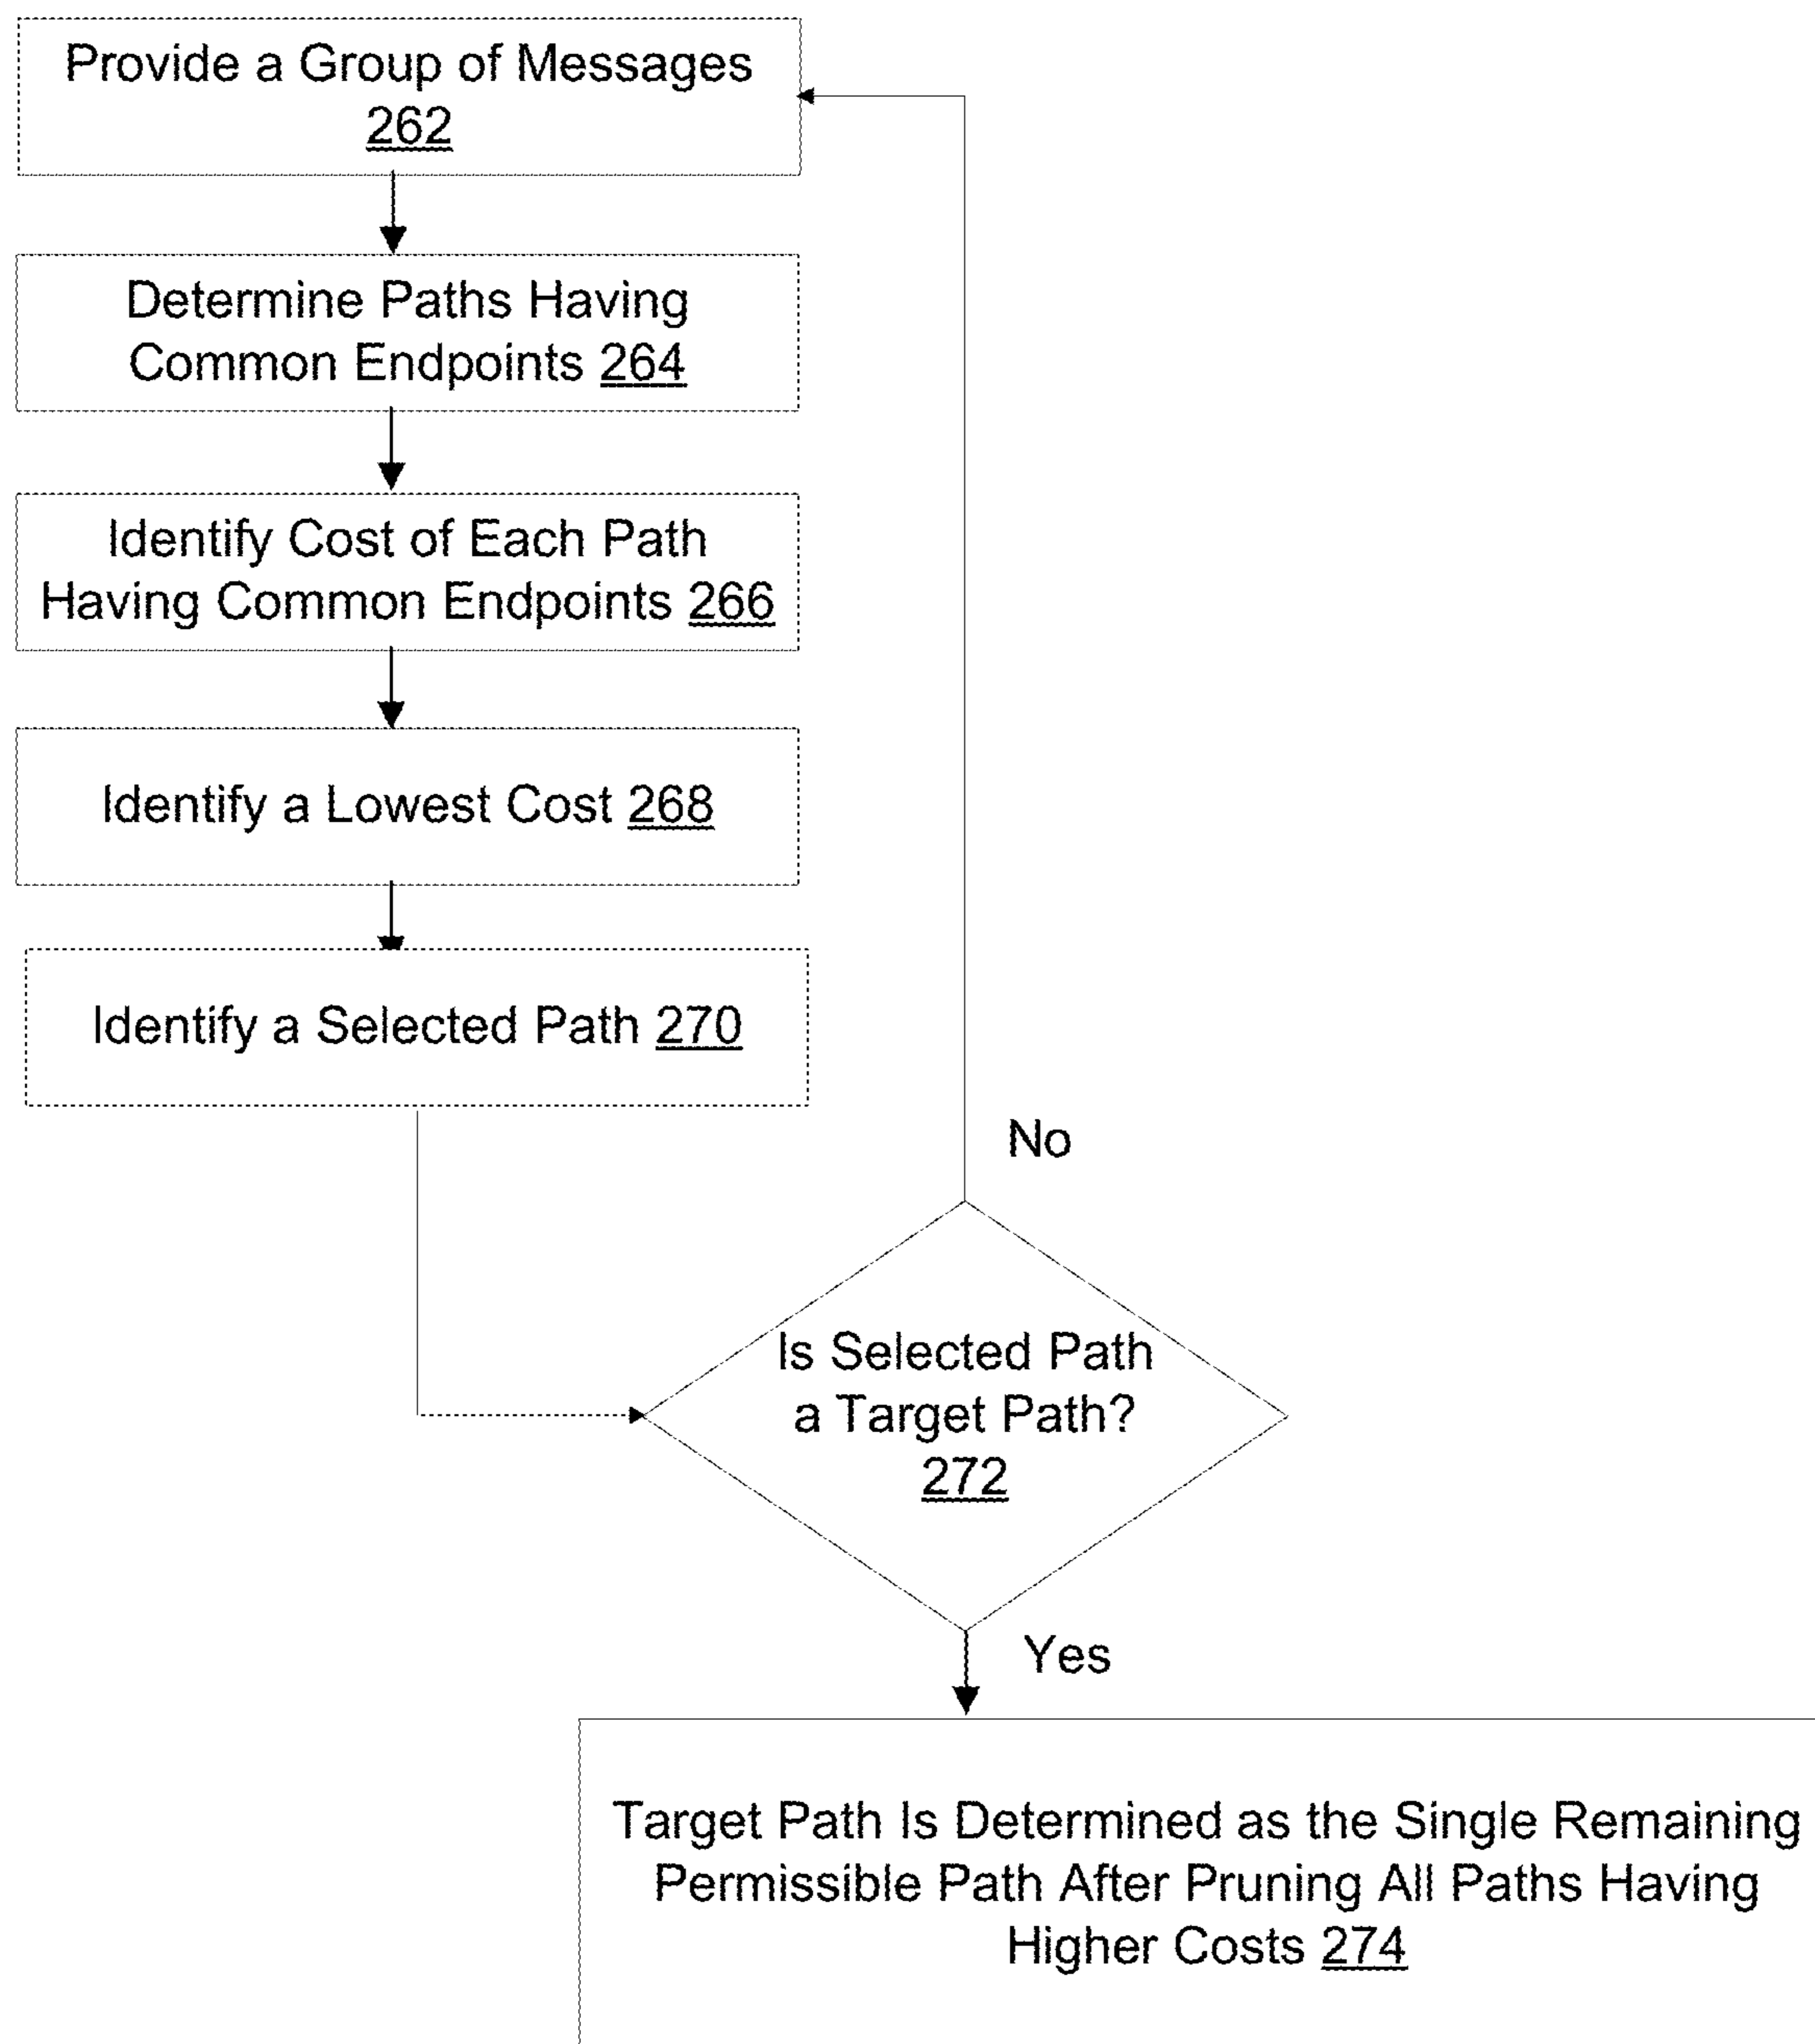 Provide a Group of Messages
262
Determine Paths Having
Common Endpoints 264
Identify Cost of Each Path
Having Common Endpoints 266
Identify a Lowest Cost 268
Identify a Selected Path 270
No
Is Selected Path
a Target Path?
272
Yes
Target Path Is Determined as the Single Remaining
Permissible Path After Pruning All Paths Having
Higher Costs 274